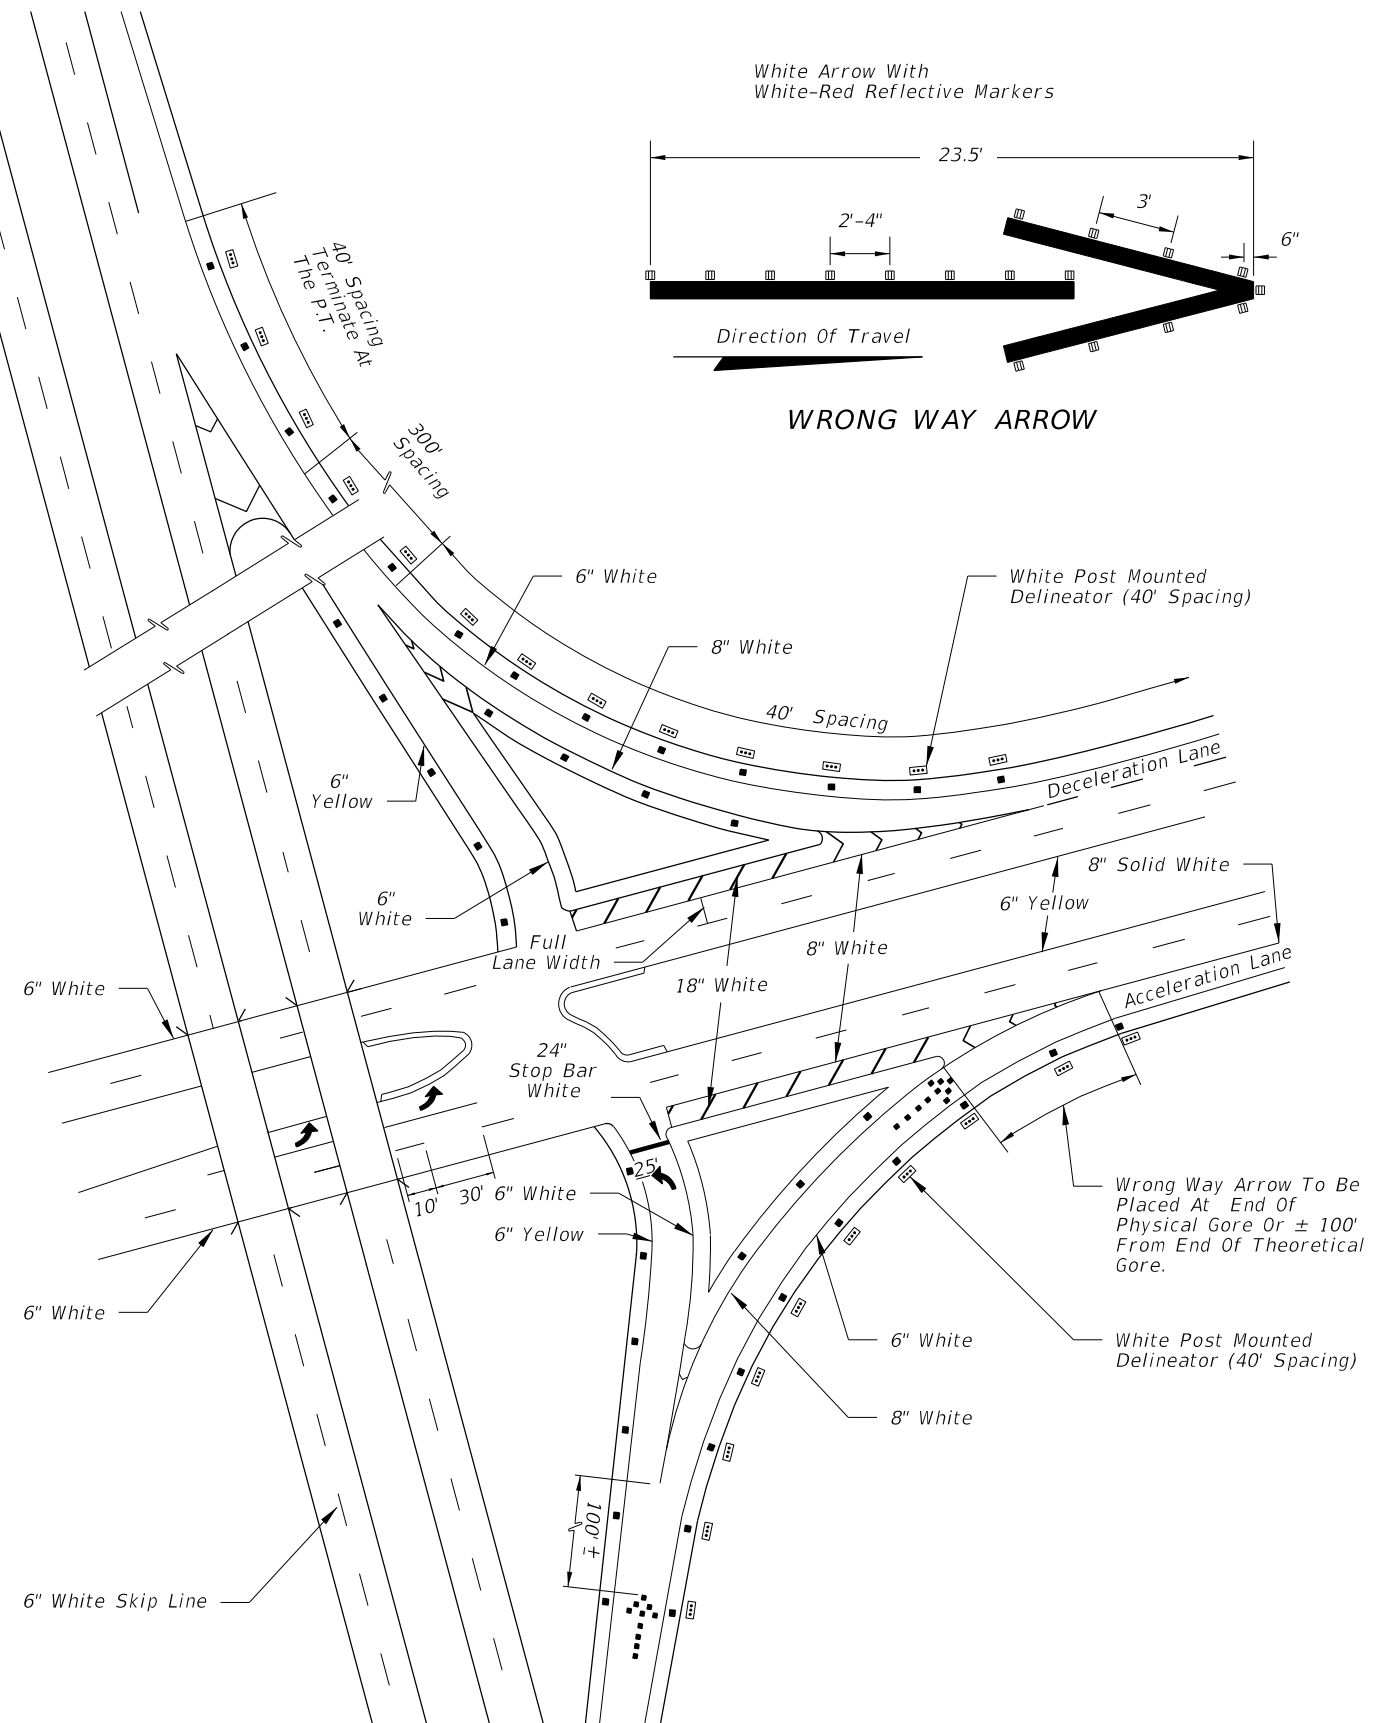 White Arrow With
White-Red Reflective Markers
23.5'
3'
2'-4"
6"
Direction Of Travel
WRONG WAY ARROW
40' Spacing
Terminate At
The P.T.
300'
Spacing
6" White
White Post Mounted
Delineator (40' Spacing)
8" White
40' Spacing
Deceleration Lane
6"
Yellow
8" Solid White
6" Yellow
6"
White
Full
Lane Width
8" White
18" White
Acceleration Lane
6" White
24"
Stop Bar
White
25'
10'
30'
6" White
6" Yellow
Wrong Way Arrow To Be
Placed At End Of
Physical Gore Or ± 100'
From End Of Theoretical
Gore.
6" White
6" White
White Post Mounted
Delineator (40' Spacing)
8" White
100' ±
6" White Skip Line